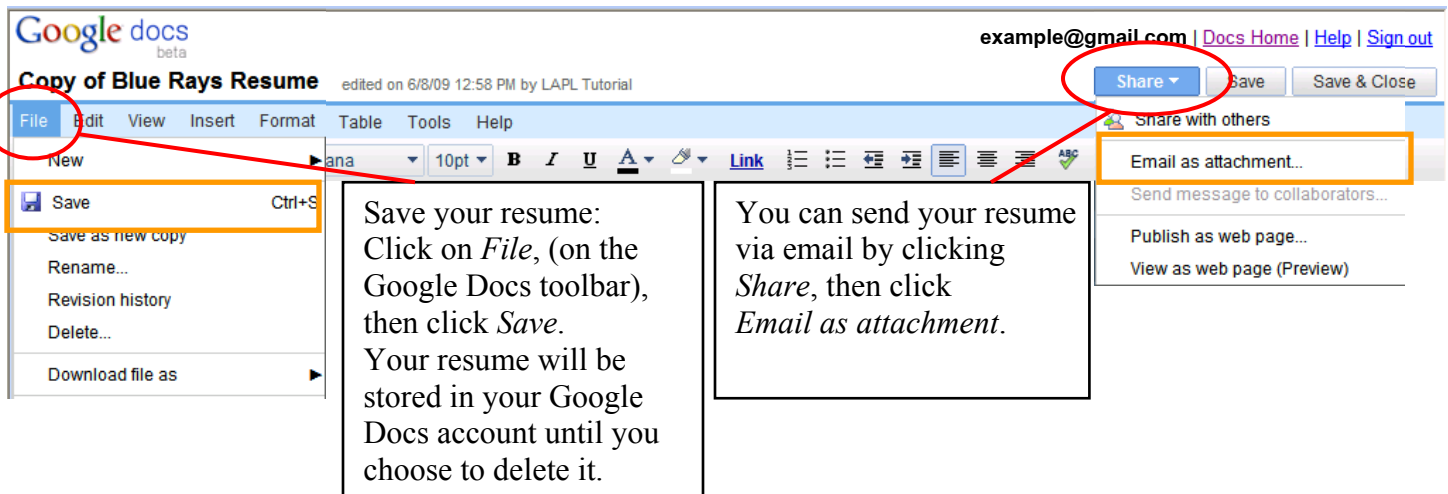 Google docs
beta
example@gmail.com | Docs Home | Help | Sign out
Copy of Blue Rays Resume edited on 6/8/09 12:58 PM by LAPL Tutorial
Share Save Save & Close
File Edit View Insert Format Table Tools Help
New
ana 10pt B I U A Link ABC
Save Ctrl+S
Save as new copy
Rename...
Revision history
Delete...
Download file as
Save your resume:
Click on File, (on the
Google Docs toolbar),
then click Save.
Your resume will be
stored in your Google
Docs account until you
choose to delete it.
You can send your resume
via email by clicking
Share, then click
Email as attachment.
Share with others
Email as attachment...
Send message to collaborators...
Publish as web page...
View as web page (Preview)